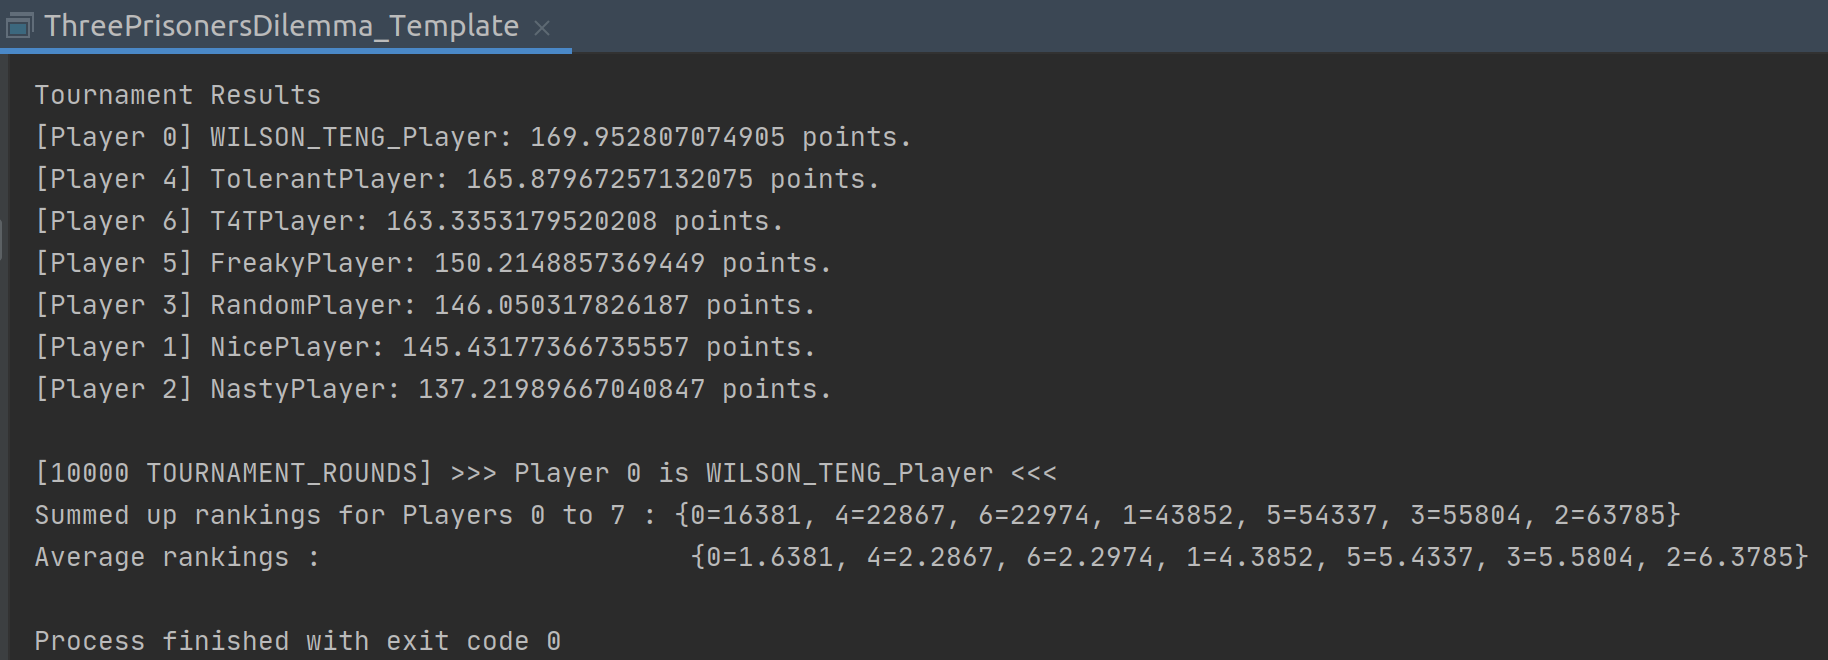 ThreePrisonersDilemma_Template ×
Tournament Results
[Player 0] WILSON_TENG_Player: 169.952807074905 points.
[Player 4] TolerantPlayer: 165.87967257132075 points.
[Player 6] T4TPlayer: 163.3353179520208 points.
[Player 5] FreakyPlayer: 150.2148857369449 points.
[Player 3] RandomPlayer: 146.050317826187 points.
[Player 1] NicePlayer: 145.43177366735557 points.
[Player 2] NastyPlayer: 137.21989667040847 points.
[10000 TOURNAMENT_ROUNDS] >>> Player 0 is WILSON_TENG_Player <<<
Summed up rankings for Players 0 to 7 : {0=16381, 4=22867, 6=22974, 1=43852, 5=54337, 3=55804, 2=63785}
Average rankings : {0=1.6381, 4=2.2867, 6=2.2974, 1=4.3852, 5=5.4337, 3=5.5804, 2=6.3785}
Process finished with exit code 0